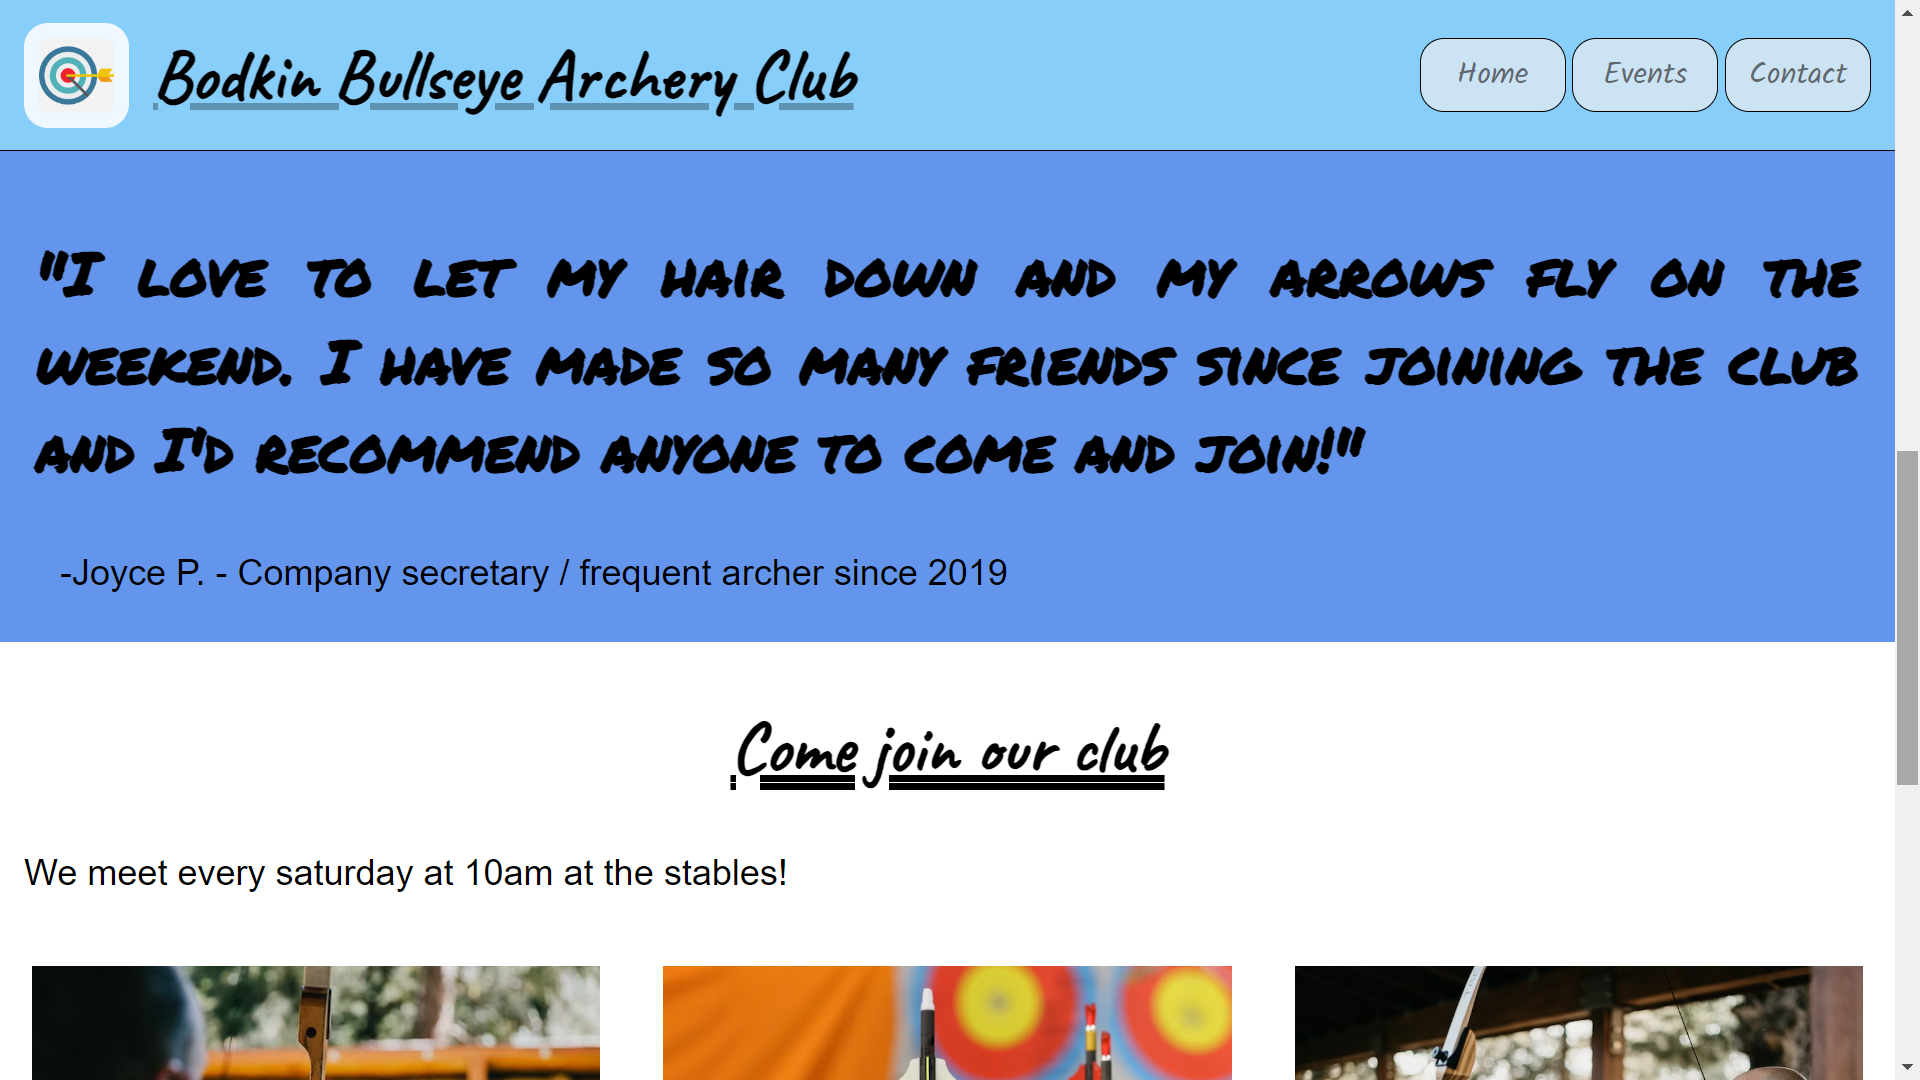 Bodkin Bullseye Archery Club
Home
Events
Contact
"I love to let my hair down and my arrows fly on the
weekend. I have made so many friends since joining the club
and I'd recommend anyone to come and join!"
-Joyce P. - Company secretary / frequent archer since 2019
Come join our club
We meet every saturday at 10am at the stables!